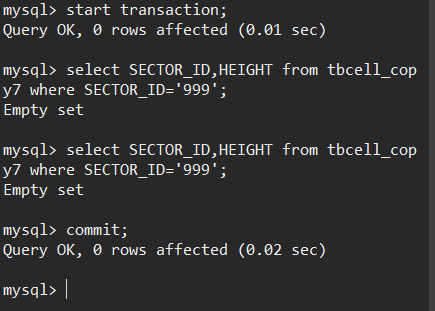 mysql> start transaction;
Query OK, 0 rows affected (0.01 sec)
mysql> select SECTOR_ID,HEIGHT from tbcell_cop
y7 where SECTOR_ID='999';
Empty set
mysql> select SECTOR_ID,HEIGHT from tbcell_cop
y7 where SECTOR_ID='999';
Empty set
mysql> commit;
Query OK, 0 rows affected (0.02 sec)
mysql>